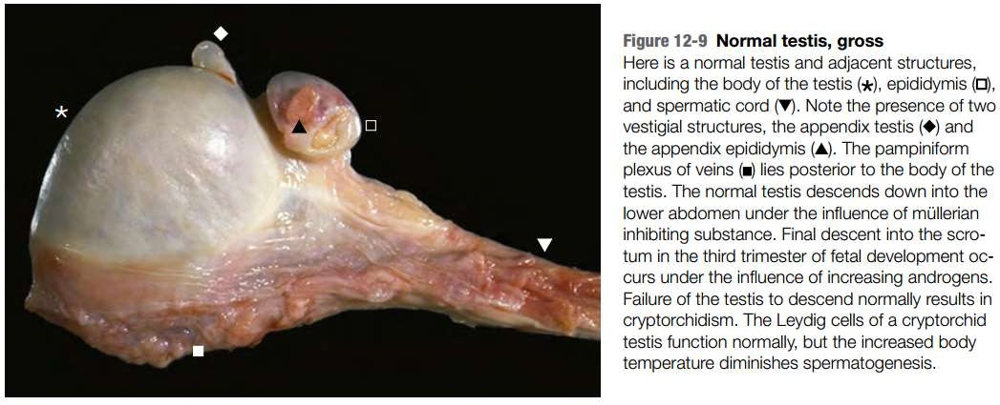 Figure 12-9 Normal testis, gross
Here is a normal testis and adjacent structures,
including the body of the testis (★), epididymis (□),
and spermatic cord (▼). Note the presence of two
vestigial structures, the appendix testis (◆) and
the appendix epididymis (▲). The pampiniform
plexus of veins (■) lies posterior to the body of the
testis. The normal testis descends down into the
lower abdomen under the influence of müllerian
inhibiting substance. Final descent into the scro-
tum in the third trimester of fetal development oc-
curs under the influence of increasing androgens.
Failure of the testis to descend normally results in
cryptorchidism. The Leydig cells of a cryptorchid
testis function normally, but the increased body
temperature diminishes spermatogenesis.